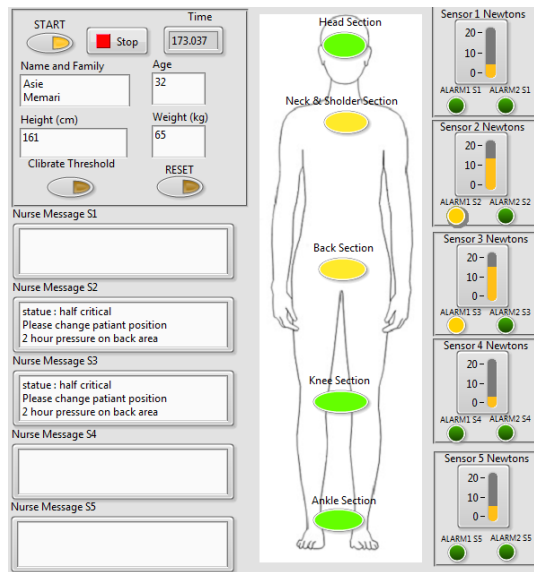 START
Stop
Time
173.037
Name and Family
Age
Asie
Memari
32
Height (cm)
Weight (kg)
161
65
Clibrate Threshold
RESET
Nurse Message S1
Nurse Message S2
statue : half critical
Please change patiant position
2 hour pressure on back area
Nurse Message S3
statue : half critical
Please change patiant position
2 hour pressure on back area
Nurse Message S4
Nurse Message S5
Head Section
Neck & Sholder Section
Back Section
Knee Section
Ankle Section
Sensor 1 Newtons
20-
10-
0-
ALARM1 S1 ALARM2 S1
Sensor 2 Newtons
20-
10-
0-
ALARM1 S2 ALARM2 S2
Sensor 3 Newtons
20-
10-
0-
ALARM1 S3 ALARM2 S3
Sensor 4 Newtons
20-
10-
0-
ALARM1 S4 ALARM2 S4
Sensor 5 Newtons
20-
10-
0-
ALARM1 S5 ALARM2 S5